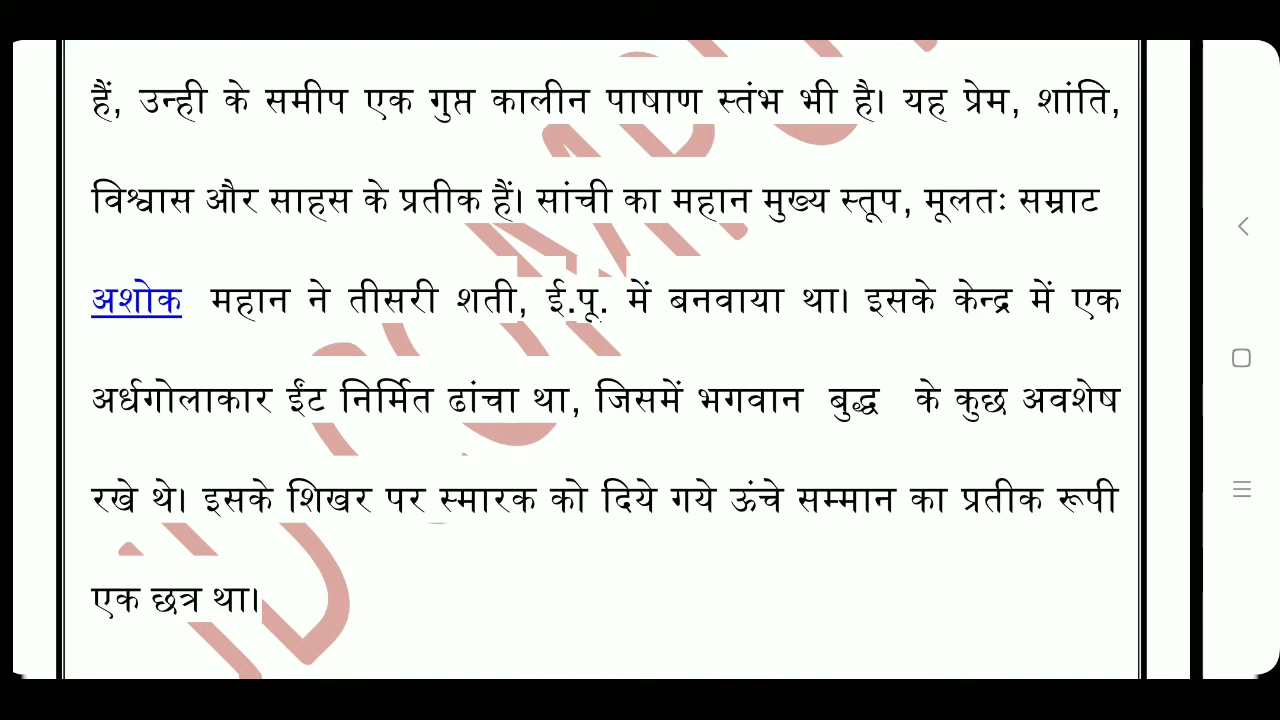 हैं, उन्ही के समीप एक गुप्त कालीन पाषाण स्तंभ भी है। यह प्रेम, शांति,
विश्वास और साहस के प्रतीक हैं। सांची का महान मुख्य स्तूप, मूलतः सम्राट
अशोक महान ने तीसरी शती, ई.पू. में बनवाया था। इसके केन्द्र में एक
अर्धगोलाकार ईंट निर्मित ढांचा था, जिसमें भगवान बुद्ध के कुछ अवशेष
रखे थे। इसके शिखर पर स्मारक को दिये गये ऊंचे सम्मान का प्रतीक रूपी
एक छत्र था।